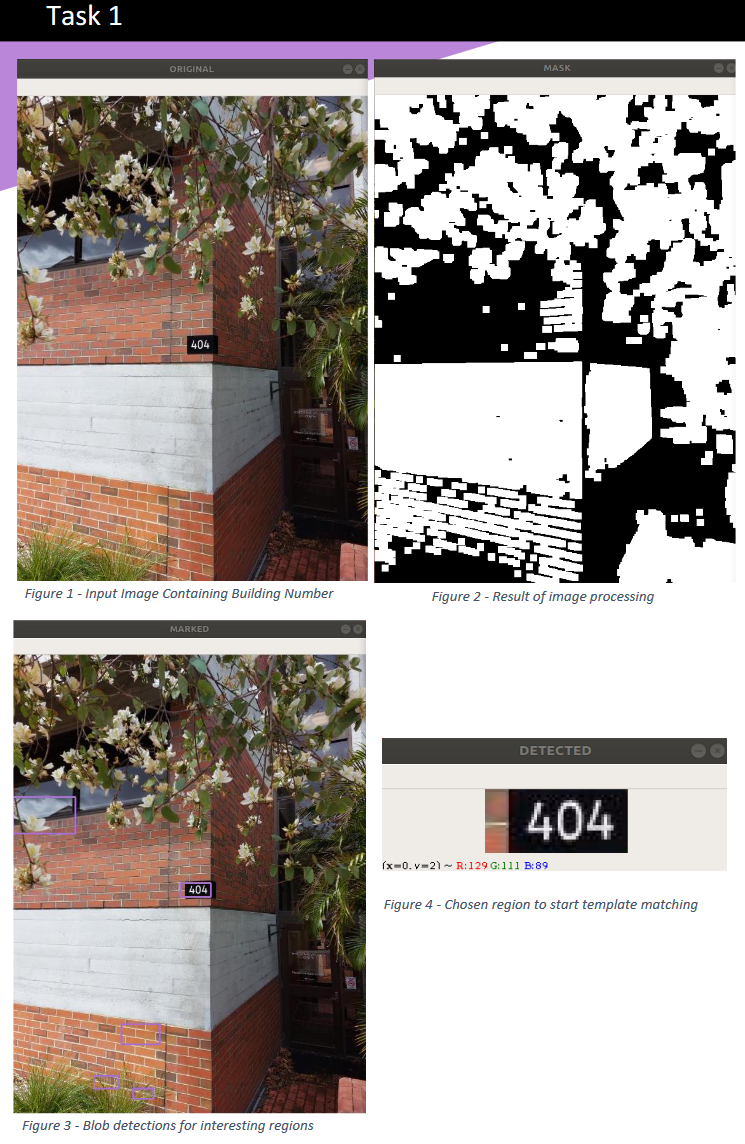 Task 1
ORIGINAL
MASK
404
Figure 1 - Input Image Containing Building Number
Figure 2 - Result of image processing
MARKED
404
DETECTED
404
(x=0, y=2) ~ R:129 G:111 B:89
Figure 4 - Chosen region to start template matching
Figure 3 - Blob detections for interesting regions